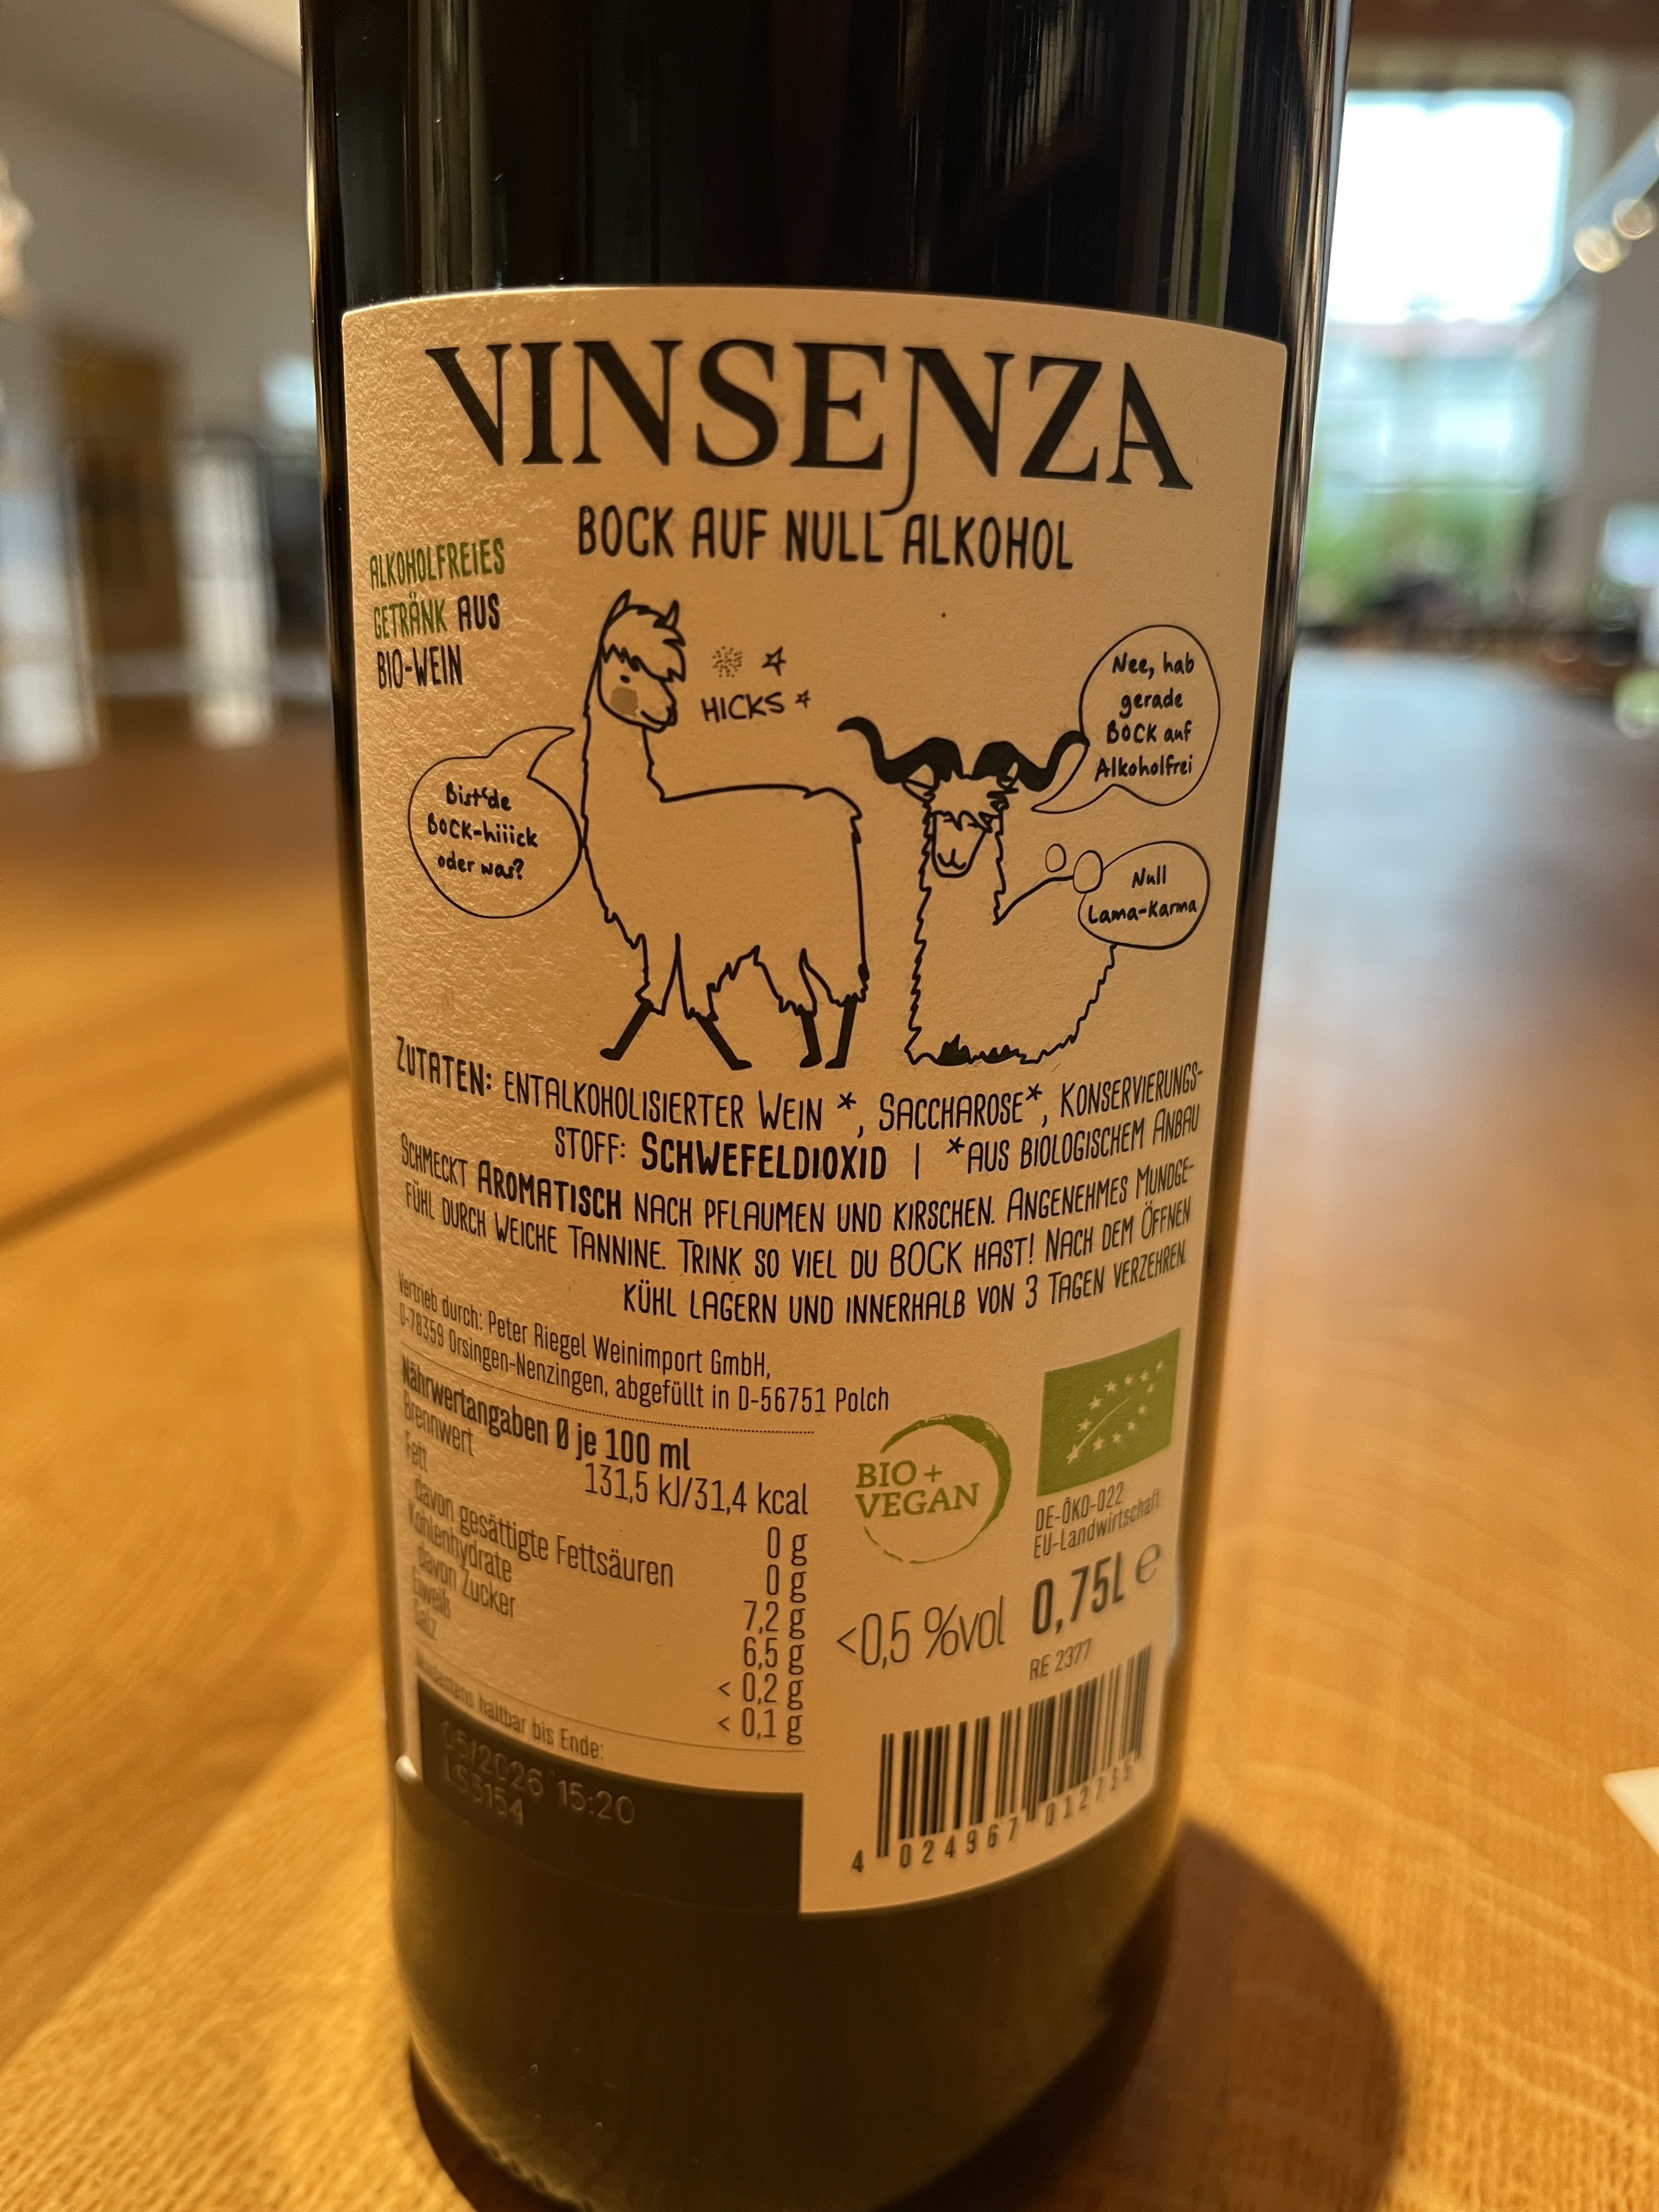 VINSENZA
BOCK AUF NULL ALKOHOL
ALKOHOLFREIES
GETRÄNK AUS
BIO-WEIN
HICKS
Bist'de
BOCK-hiiick
oder was?
Nee, hab
gerade
BOCK auf
Alkoholfrei
Null
Lama-Karma
ZUTATEN: ENTALKOHOLISIERTER WEIN *, SACCHAROSE*, KONSERVIERUNGS-
STOFF: SCHWEFELDIOXID | *AUS BIOLOGISCHEM ANBAU
SCHMECKT AROMATISCH NACH PFLAUMEN UND KIRSCHEN. ANGENEHMES MUNDGE-
FÜHL DURCH WEICHE TANNINE. TRINK SO VIEL DU BOCK HAST! NACH DEM ÖFFNEN
KÜHL LAGERN UND INNERHALB VON 3 TAGEN VERZEHREN.
Vertrieb durch: Peter Riegel Weinimport GmbH,
D-78359 Orsingen-Nenzingen, abgefüllt in D-56751 Polch
Nährwertangaben Ø je 100 ml
Brennwert 131,5 kJ/31,4 kcal
Fett 0 g
davon gesättigte Fettsäuren 0 g
Kohlenhydrate 7,2 g
davon Zucker 6,5 g
Eiweiß < 0,2 g
Salz < 0,1 g
Mindestens haltbar bis Ende:
05/2026 15:20
BIO+
VEGAN
DE-ÖKO-022
EU-Landwirtschaft
<0,5 %vol 0,75L e
RE 2377
4 024967 012735